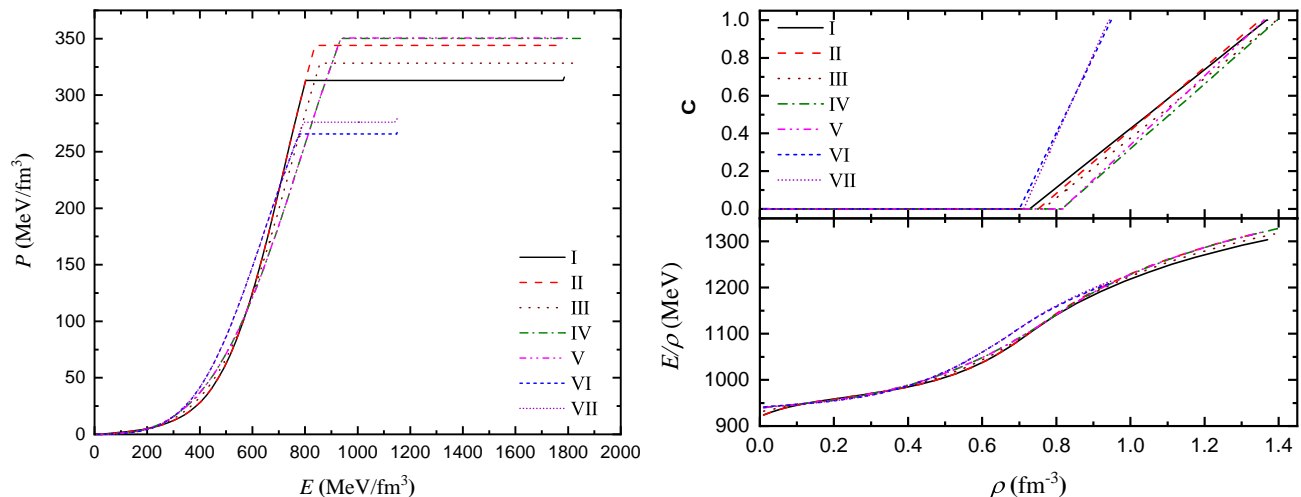 350
300
250
200
150
100
50
0
P (MeV/fm³)
0 200 400 600 800 1000 1200 1400 1600 1800 2000
E (MeV/fm³)
I
II
III
IV
V
VI
VII
1.0
0.8
0.6
0.4
0.2
0.0
C
I
II
III
IV
V
VI
VII
1300
1200
1100
1000
900
E/ρ (MeV)
0.0 0.2 0.4 0.6 0.8 1.0 1.2 1.4
ρ (fm⁻³)